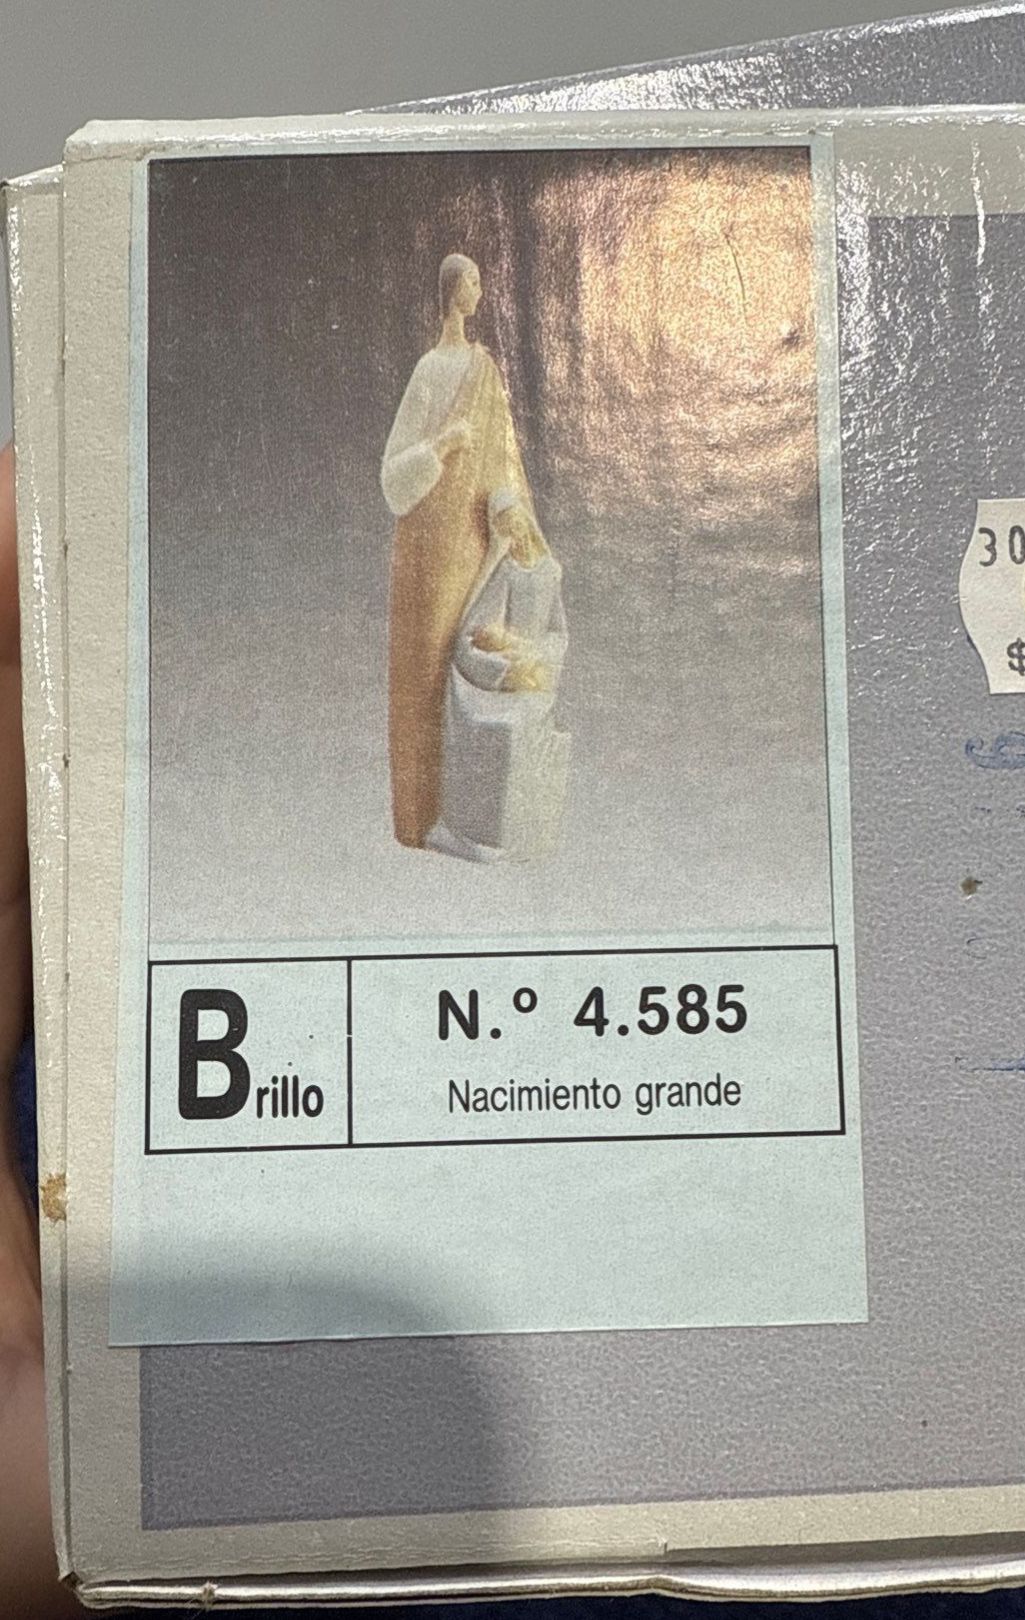 30
$
Brillo
N.º 4.585
Nacimiento grande